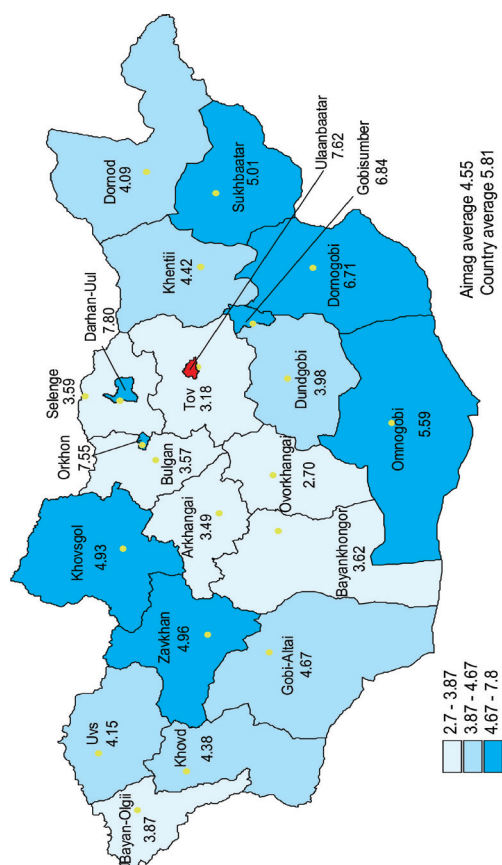 Bayan-Olgii
3.87
Uvs
4.15
Khovd
4.38
Zavkhan
4.96
Gobi-Altai
4.67
Khovsgol
4.93
Arkhangai
3.49
Bayankhongor
3.62
Ovorkhangai
2.70
Orkhon
7.55
Bulgan
3.57
Selenge
3.59
Darhan-Uul
7.80
Tov
3.18
Dundgobi
3.98
Omnogobi
5.59
Khentii
4.42
Dornod
4.09
Sukhbaatar
5.01
Dornogobi
6.71
Ulaanbaatar
7.62
Gobisumber
6.84
Aimag average 4.55
Country average 5.81
2.7 - 3.87
3.87 - 4.67
4.67 - 7.8